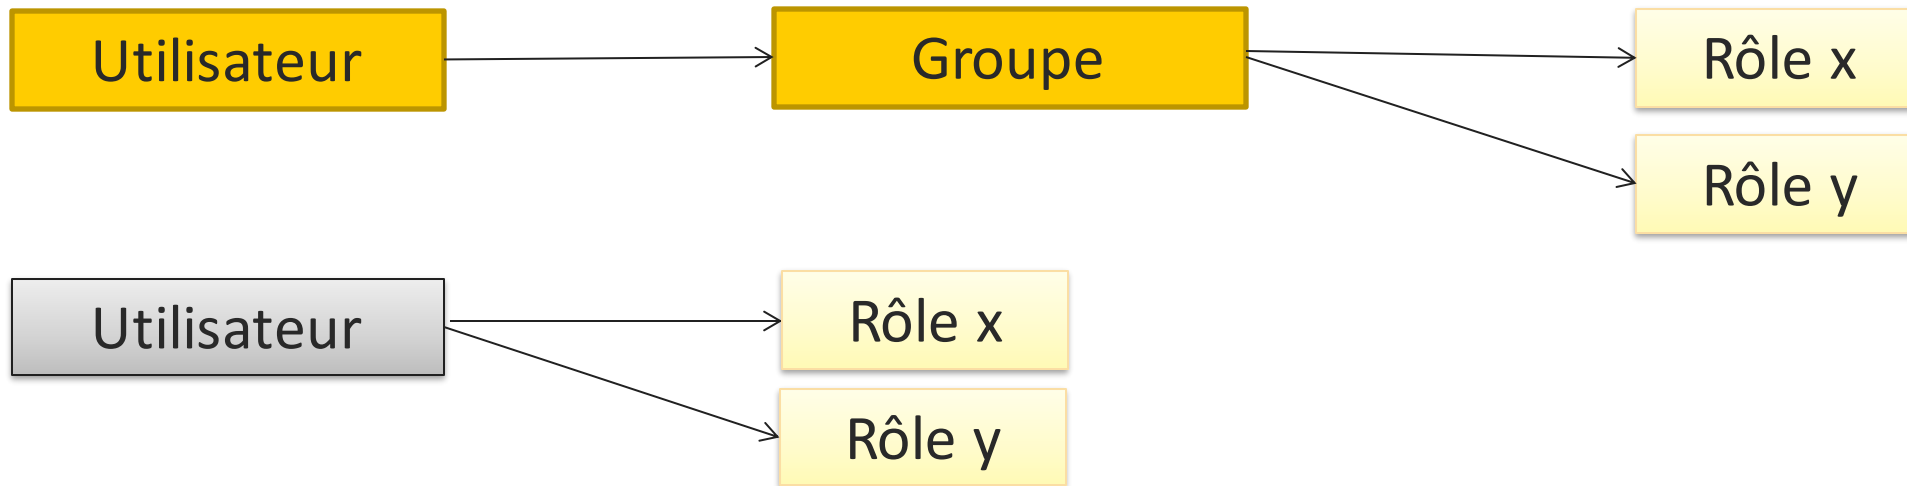 Utilisateur
Groupe
Rôle x
Rôle y
Utilisateur
Rôle x
Rôle y